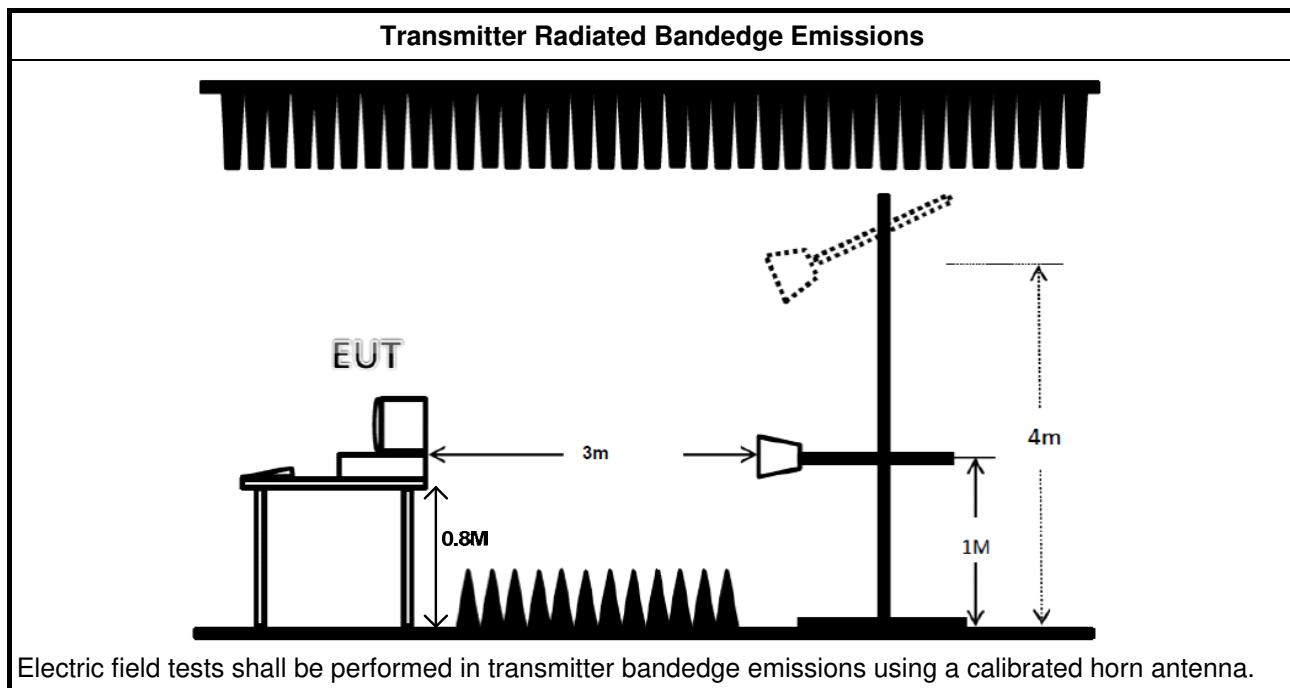 Transmitter Radiated Bandedge Emissions
EUT
3m
4m
0.8M
1M
Electric field tests shall be performed in transmitter bandedge emissions using a calibrated horn antenna.